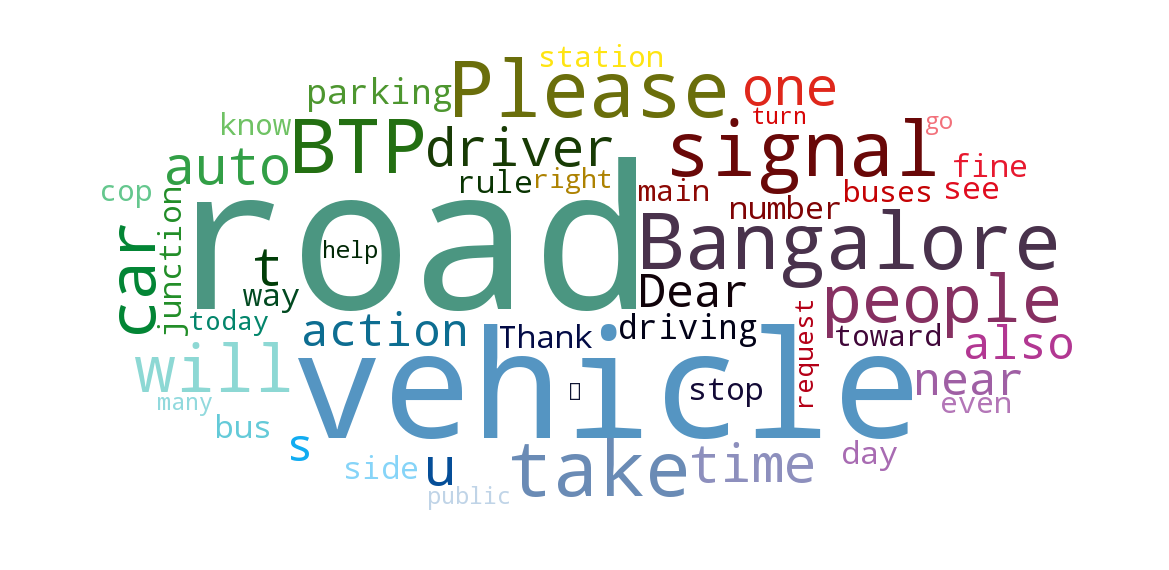 station
Please
one
parking
turn
know
BTP
driver
signal
go
auto
rule
right
main
buses
see
fine
cop
number
junction
road
help
t
Bangalore
car
way
Dear
people
today
action
Thank
driving
request
toward
also
will
vehicle
stop
near
many
even
bus
s
side
u
take
time
day
public